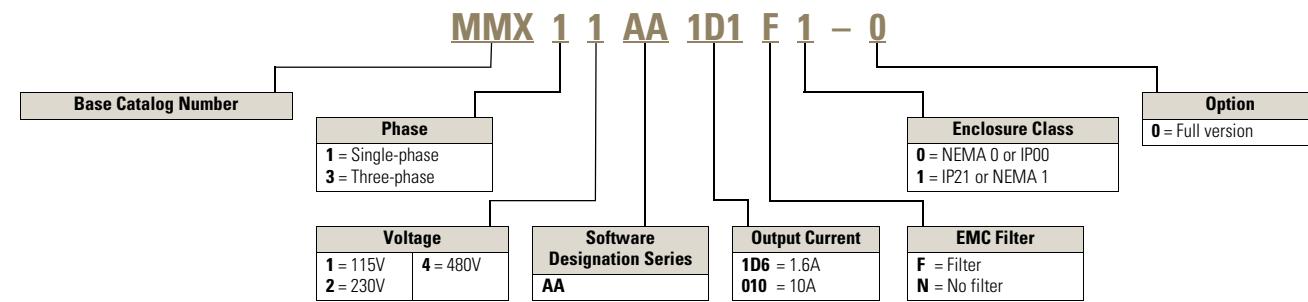 MMX 1 1 AA 1D1 F 1 – 0
Base Catalog Number
Option
0 = Full version
Phase
1 = Single-phase
3 = Three-phase
Enclosure Class
0 = NEMA 0 or IP00
1 = IP21 or NEMA 1
Voltage
1 = 115V
2 = 230V
4 = 480V
Software
Designation Series
AA
Output Current
1D6 = 1.6A
010 = 10A
EMC Filter
F = Filter
N = No filter